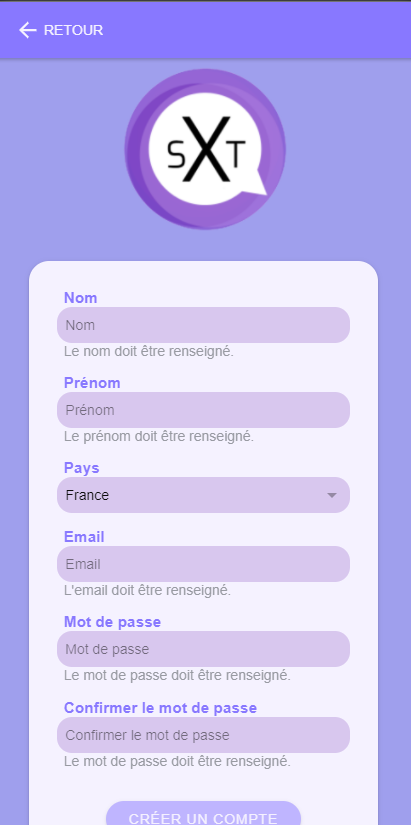 RETOUR
SXT
Nom
Nom
Le nom doit être renseigné.
Prénom
Prénom
Le prénom doit être renseigné.
Pays
France
Email
Email
L'email doit être renseigné.
Mot de passe
Mot de passe
Le mot de passe doit être renseigné.
Confirmer le mot de passe
Confirmer le mot de passe
Le mot de passe doit être renseigné.
CRÉER UN COMPTE